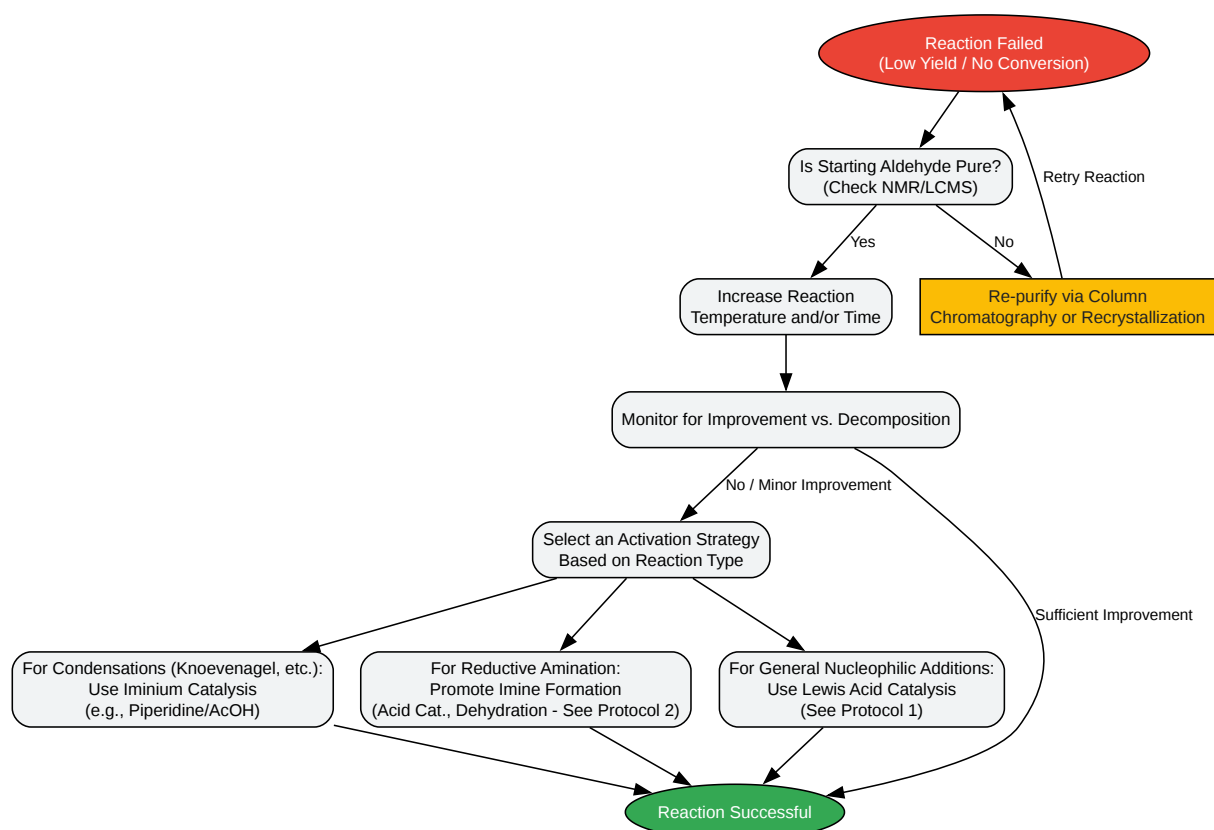 Reaction Failed
(Low Yield / No Conversion)
Is Starting Aldehyde Pure?
(Check NMR/LCMS)
Retry Reaction
Yes
No
Increase Reaction
Temperature and/or Time
Re-purify via Column
Chromatography or Recrystallization
Monitor for Improvement vs. Decomposition
No / Minor Improvement
Select an Activation Strategy
Based on Reaction Type
Sufficient Improvement
For Condensations (Knoevenagel, etc.):
Use Iminium Catalysis
(e.g., Piperidine/AcOH)
For Reductive Amination:
Promote Imine Formation
(Acid Cat., Dehydration - See Protocol 2)
For General Nucleophilic Additions:
Use Lewis Acid Catalysis
(See Protocol 1)
Reaction Successful